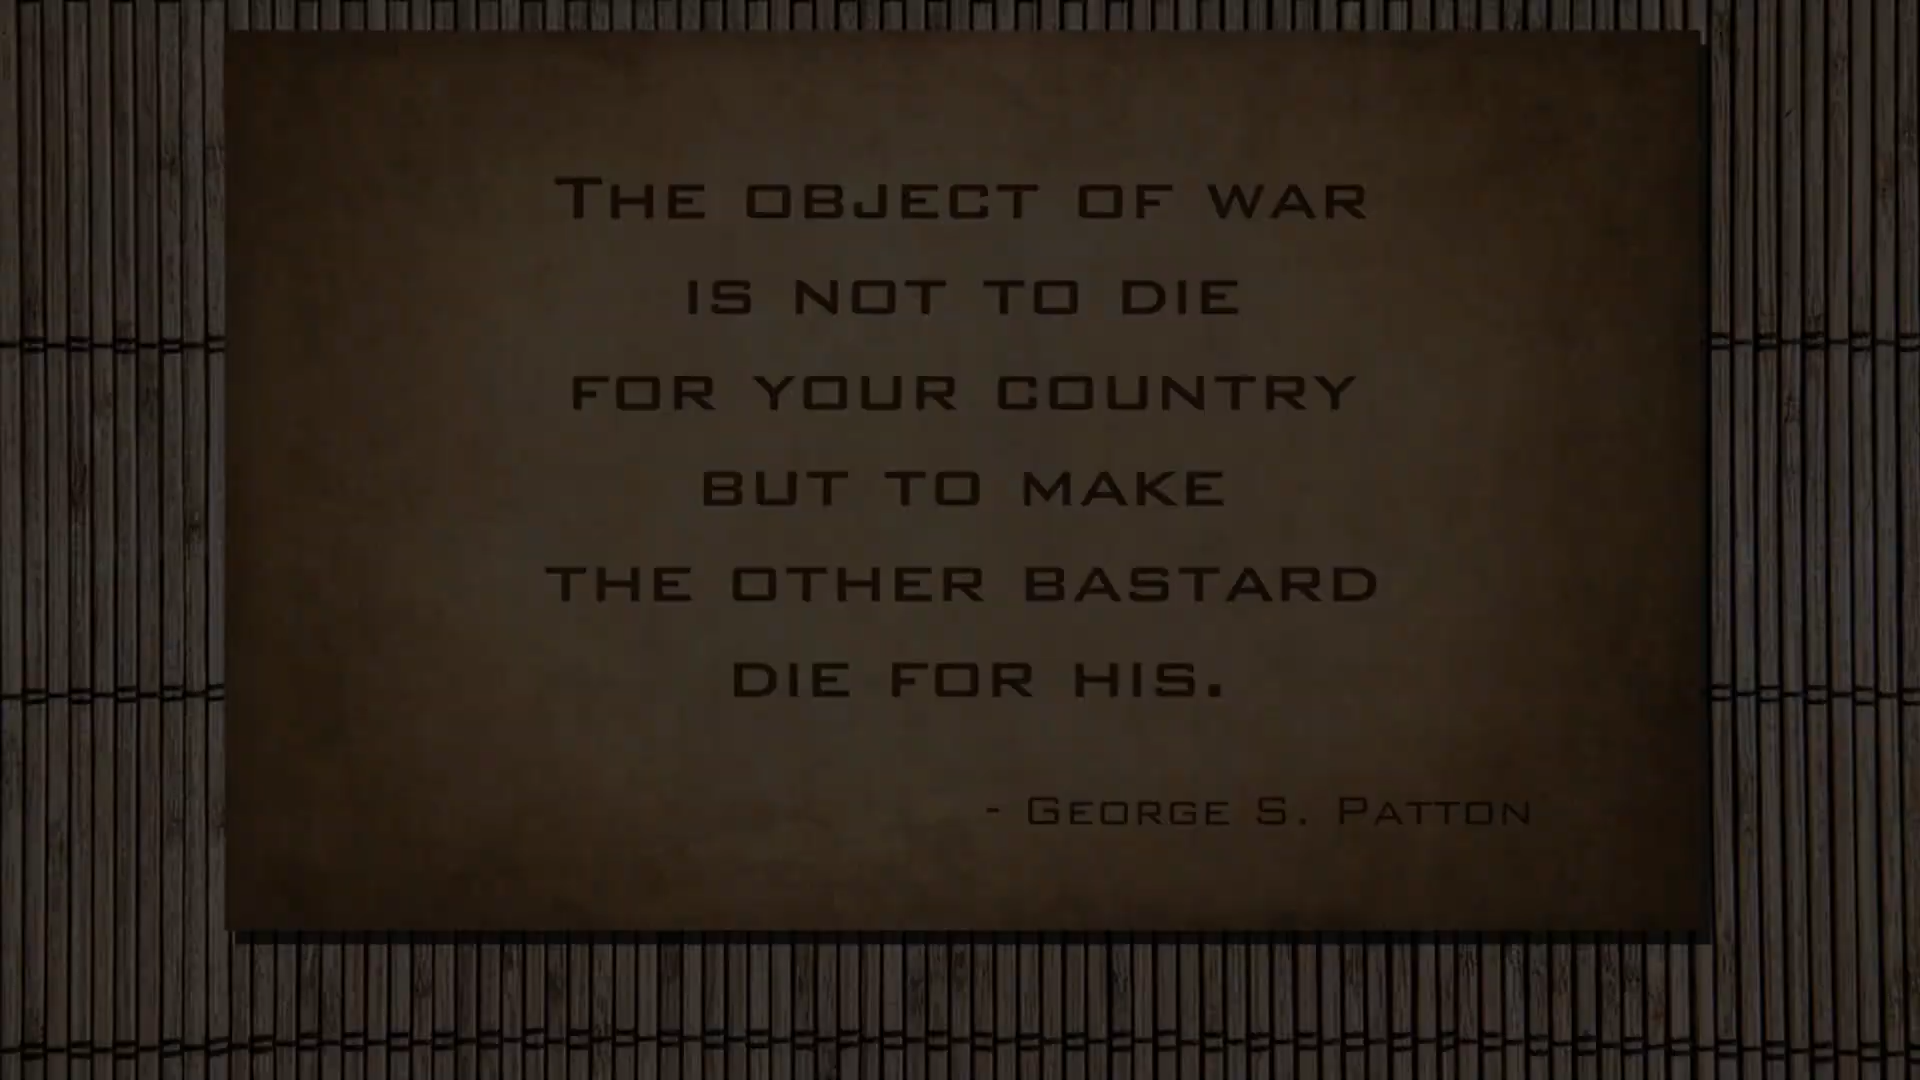 The object of war
is not to die
for your country
but to make
the other bastard
die for his.
- George S. Patton